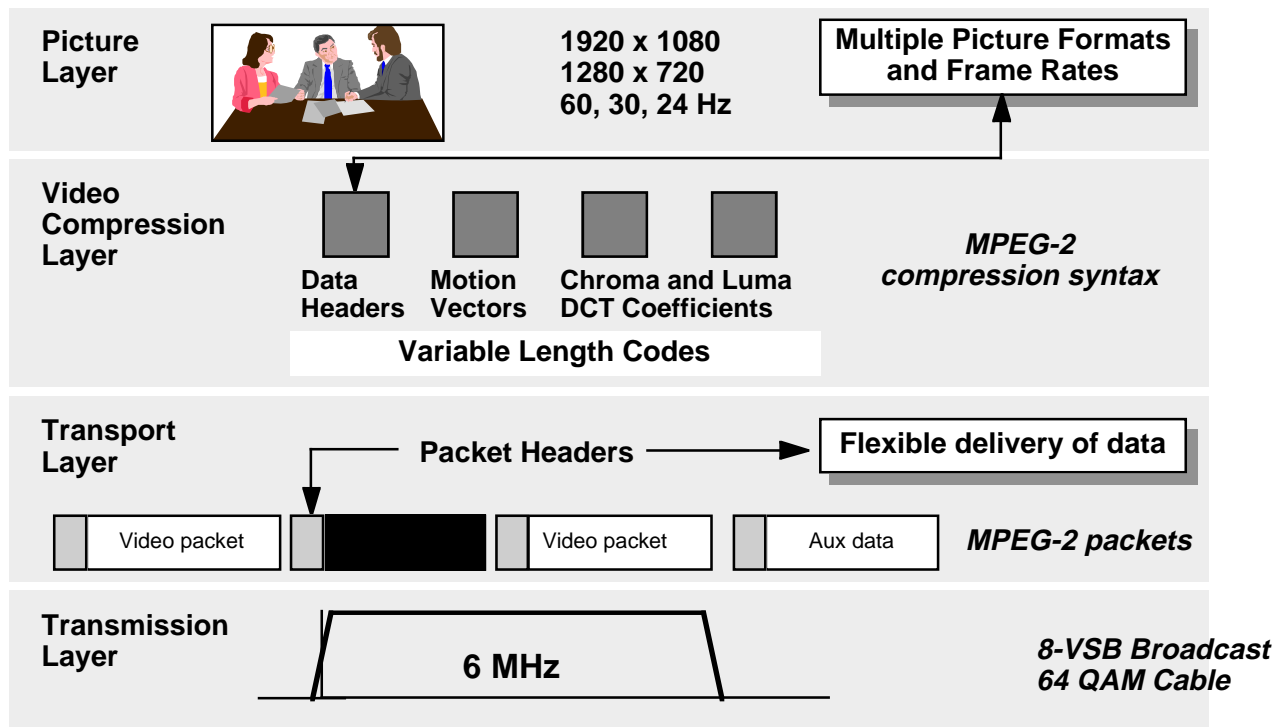 Picture
Layer
1920 x 1080
1280 x 720
60, 30, 24 Hz
Multiple Picture Formats
and Frame Rates
Video
Compression
Layer
Data
Headers
Motion
Vectors
Chroma and Luma
DCT Coefficients
Variable Length Codes
MPEG-2
compression syntax
Transport
Layer
Packet Headers
Flexible delivery of data
Video packet
Video packet
Aux data
MPEG-2 packets
Transmission
Layer
6 MHz
8-VSB Broadcast
64 QAM Cable